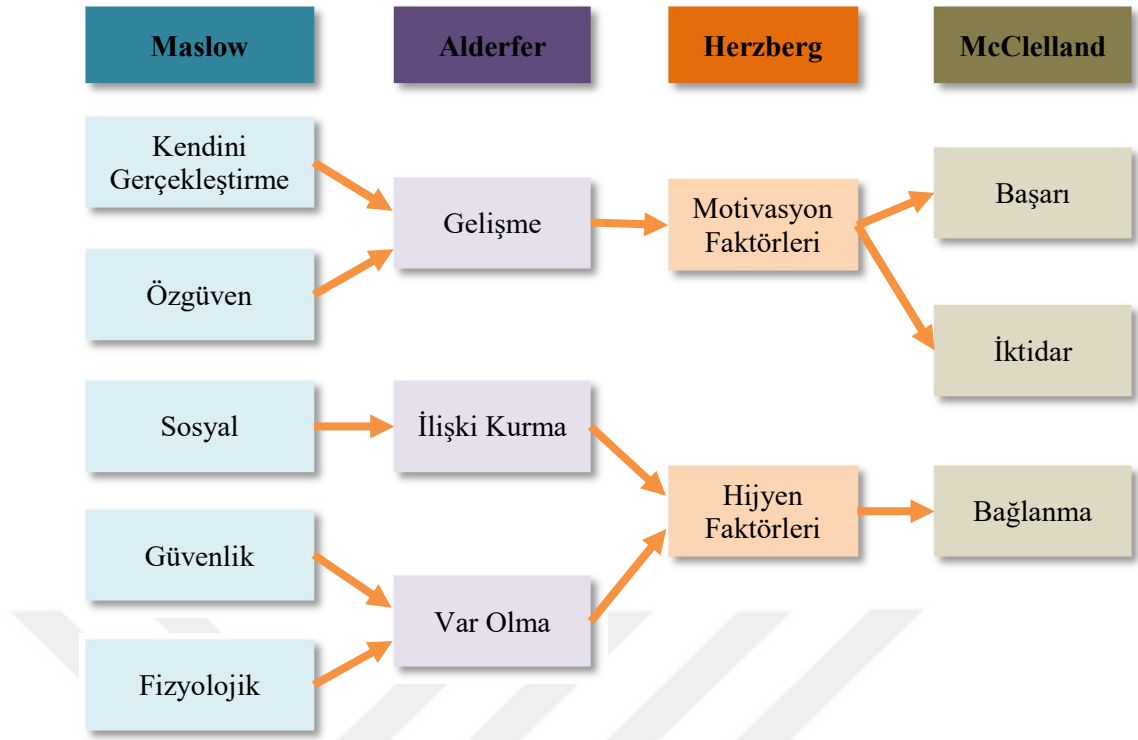 Maslow
Alderfer
Herzberg
McClelland
Kendini
Gerçekleştirme
Özgüven
Sosyal
Güvenlik
Fizyolojik
Gelişme
İlişki Kurma
Var Olma
Motivasyon
Faktörleri
Hijyen
Faktörleri
Başarı
İktidar
Bağlanma